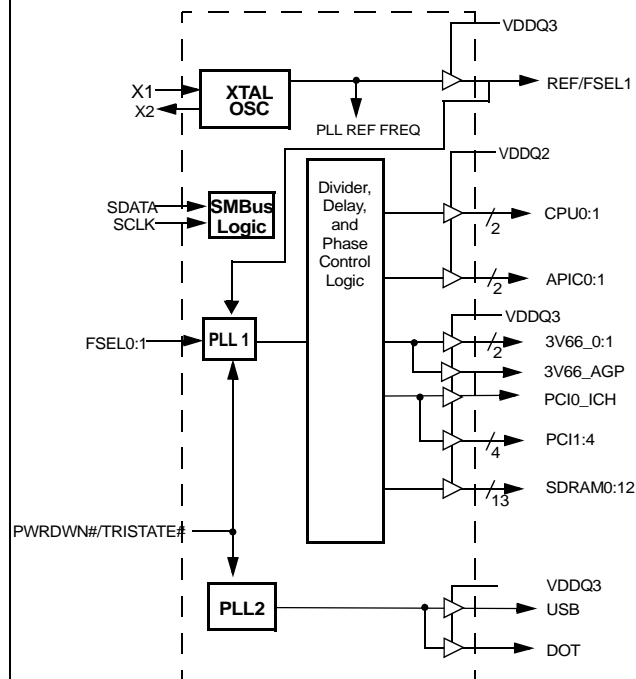 VDDQ3
X1
X2
XTAL
OSC
REF/FSEL1
PLL REF FREQ
VDDQ2
SDATA
SCLK
SMBus
Logic
Divider,
Delay,
and
Phase
Control
Logic
2
CPU0:1
2
APIC0:1
VDDQ3
FSEL0:1
PLL 1
2
3V66_0:1
3V66_AGP
PCI0_ICH
4
PCI1:4
13
SDRAM0:12
PWRDWN#/TRISTATE#
PLL2
VDDQ3
USB
DOT